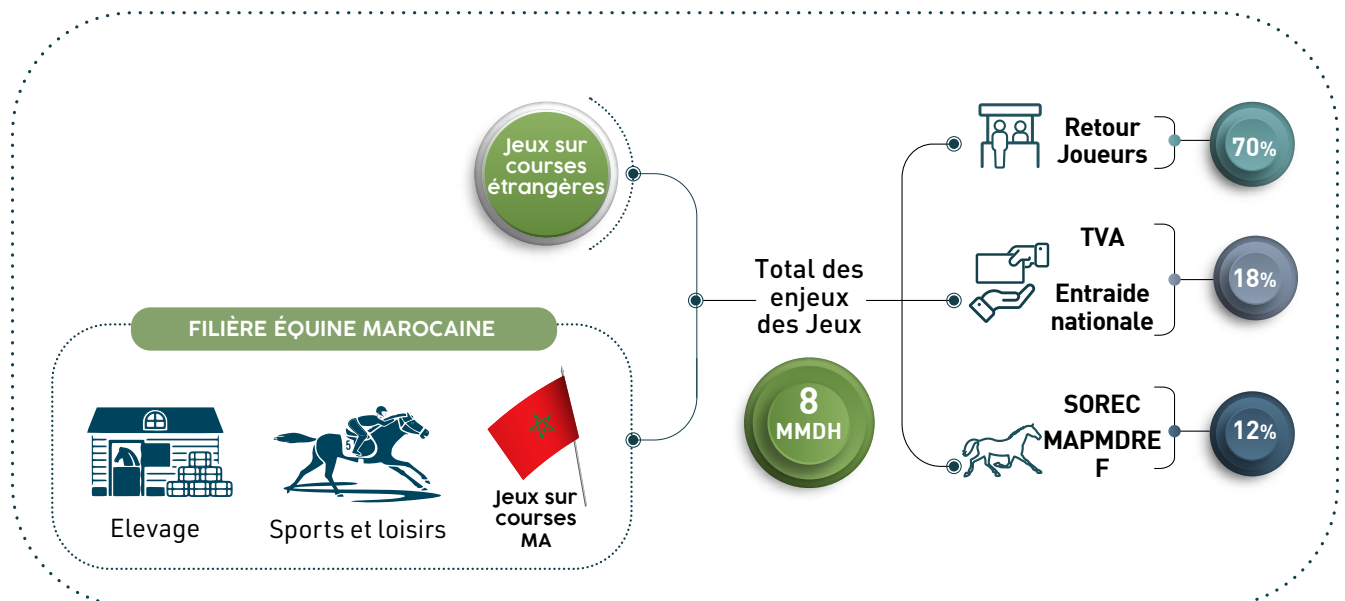 Jeux sur
courses
étrangères
FILIÈRE ÉQUINE MAROCAINE
5
Elevage
Sports et loisirs
Jeux sur
courses
MA
Total des
enjeux
des Jeux
8
MMDH
Retour
Joueurs
70%
TVA
Entraide
nationale
18%
SOREC
MAPMDRE
F
12%